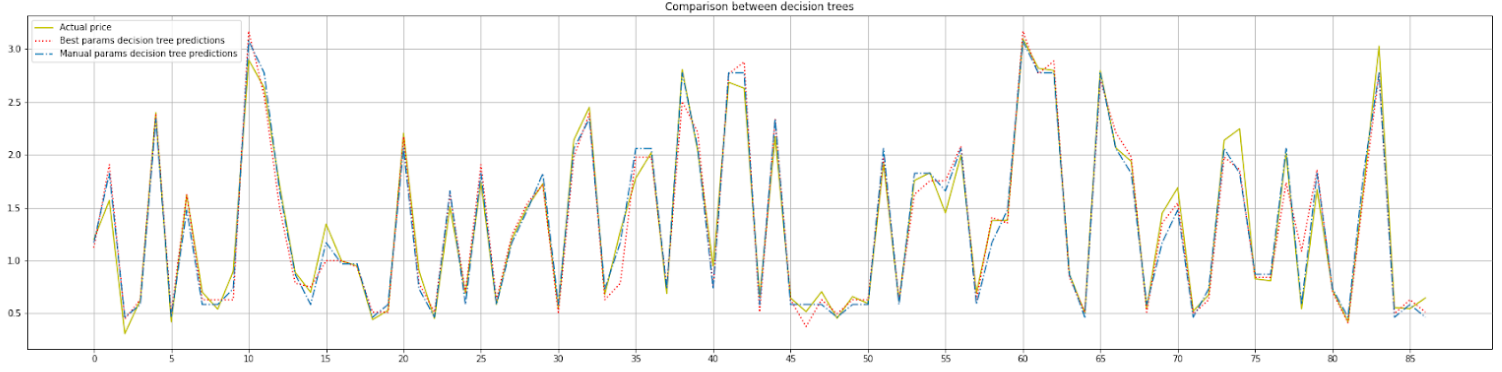 Comparison between decision trees
Actual price
Best params decision tree predictions
Manual params decision tree predictions
3.0
2.5
2.0
1.5
1.0
0.5
0 5 10 15 20 25 30 35 40 45 50 55 60 65 70 75 80 85